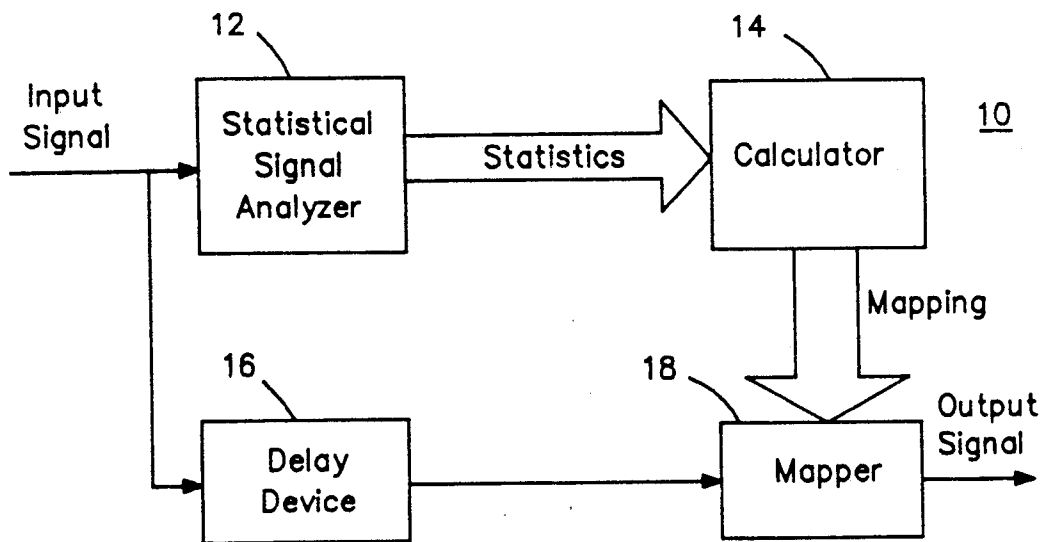 12
14
10
Input
Signal
Statistical
Signal
Analyzer
Statistics
Calculator
Mapping
16
18
Delay
Device
Mapper
Output
Signal